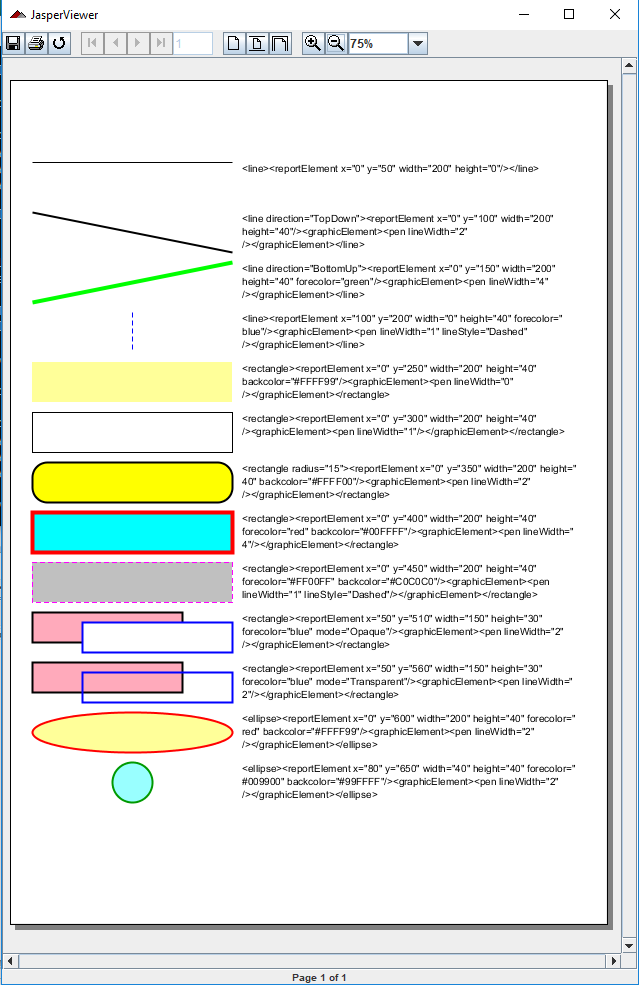 JasperViewer
1
75%
<line><reportElement x="0" y="50" width="200" height="0"/></line>
<line direction="TopDown"><reportElement x="0" y="100" width="200"
height="40"/><graphicElement><pen lineWidth="2"
/></graphicElement></line>
<line direction="BottomUp"><reportElement x="0" y="150" width="200"
height="40" forecolor="green"/><graphicElement><pen lineWidth="4"
/></graphicElement></line>
<line><reportElement x="100" y="200" width="0" height="40" forecolor="
blue"/><graphicElement><pen lineWidth="1" lineStyle="Dashed"
/></graphicElement></line>
<rectangle><reportElement x="0" y="250" width="200" height="40"
backcolor="#FFFF99"/><graphicElement><pen lineWidth="0"
/></graphicElement></rectangle>
<rectangle><reportElement x="0" y="300" width="200" height="40"
/><graphicElement><pen lineWidth="1"/></graphicElement></rectangle>
<rectangle radius="15"><reportElement x="0" y="350" width="200" height="
40" backcolor="#FFFF00"/><graphicElement><pen lineWidth="2"
/></graphicElement></rectangle>
<rectangle><reportElement x="0" y="400" width="200" height="40"
forecolor="red" backcolor="#00FFFF"/><graphicElement><pen lineWidth="
4"/></graphicElement></rectangle>
<rectangle><reportElement x="0" y="450" width="200" height="40"
forecolor="#FF00FF" backcolor="#C0C0C0"/><graphicElement><pen
lineWidth="1" lineStyle="Dashed"/></graphicElement></rectangle>
<rectangle><reportElement x="50" y="510" width="150" height="30"
forecolor="blue" mode="Opaque"/><graphicElement><pen lineWidth="2"
/></graphicElement></rectangle>
<rectangle><reportElement x="50" y="560" width="150" height="30"
forecolor="blue" mode="Transparent"/><graphicElement><pen lineWidth="
2"/></graphicElement></rectangle>
<ellipse><reportElement x="0" y="600" width="200" height="40" forecolor="
red" backcolor="#FFFF99"/><graphicElement><pen lineWidth="2"
/></graphicElement></ellipse>
<ellipse><reportElement x="80" y="650" width="40" height="40" forecolor="
#009900" backcolor="#99FFFF"/><graphicElement><pen lineWidth="2"
/></graphicElement></ellipse>
Page 1 of 1